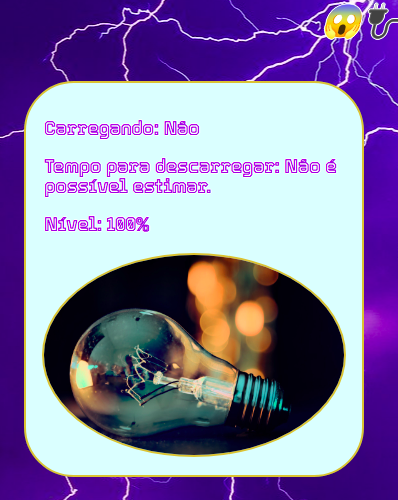 Carregando: Não
Tempo para descarregar: Não é
possível estimar.
Nível: 100%